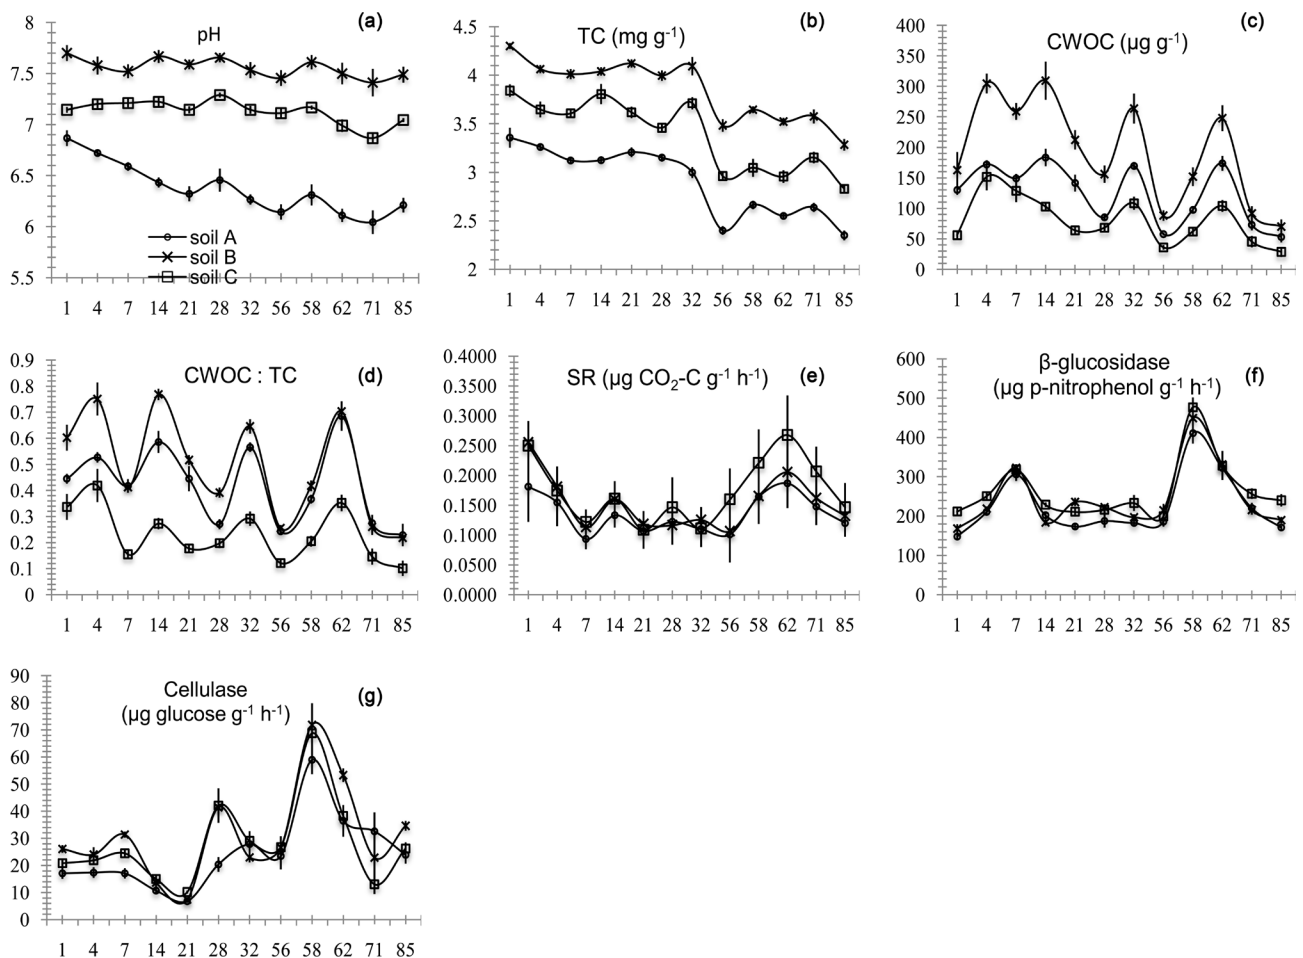 (a)
pH
8
7.5
7
6.5
6
5.5
soil A
soil B
soil C
1 4 7 14 21 28 32 56 58 62 71 85
(b)
TC (mg g⁻¹)
4.5
4
3.5
3
2.5
2
1 4 7 14 21 28 32 56 58 62 71 85
(c)
CWOC (µg g⁻¹)
400
350
300
250
200
150
100
50
0
1 4 7 14 21 28 32 56 58 62 71 85
(d)
CWOC : TC
0.9
0.8
0.7
0.6
0.5
0.4
0.3
0.2
0.1
0
1 4 7 14 21 28 32 56 58 62 71 85
(e)
SR (µg CO₂-C g⁻¹ h⁻¹)
0.4000
0.3500
0.3000
0.2500
0.2000
0.1500
0.1000
0.0500
0.0000
1 4 7 14 21 28 32 56 58 62 71 85
β-glucosidase
(µg p-nitrophenol g⁻¹ h⁻¹) (f)
600
500
400
300
200
100
0
1 4 7 14 21 28 32 56 58 62 71 85
Cellulase (g)
(µg glucose g⁻¹ h⁻¹)
90
80
70
60
50
40
30
20
10
0
1 4 7 14 21 28 32 56 58 62 71 85